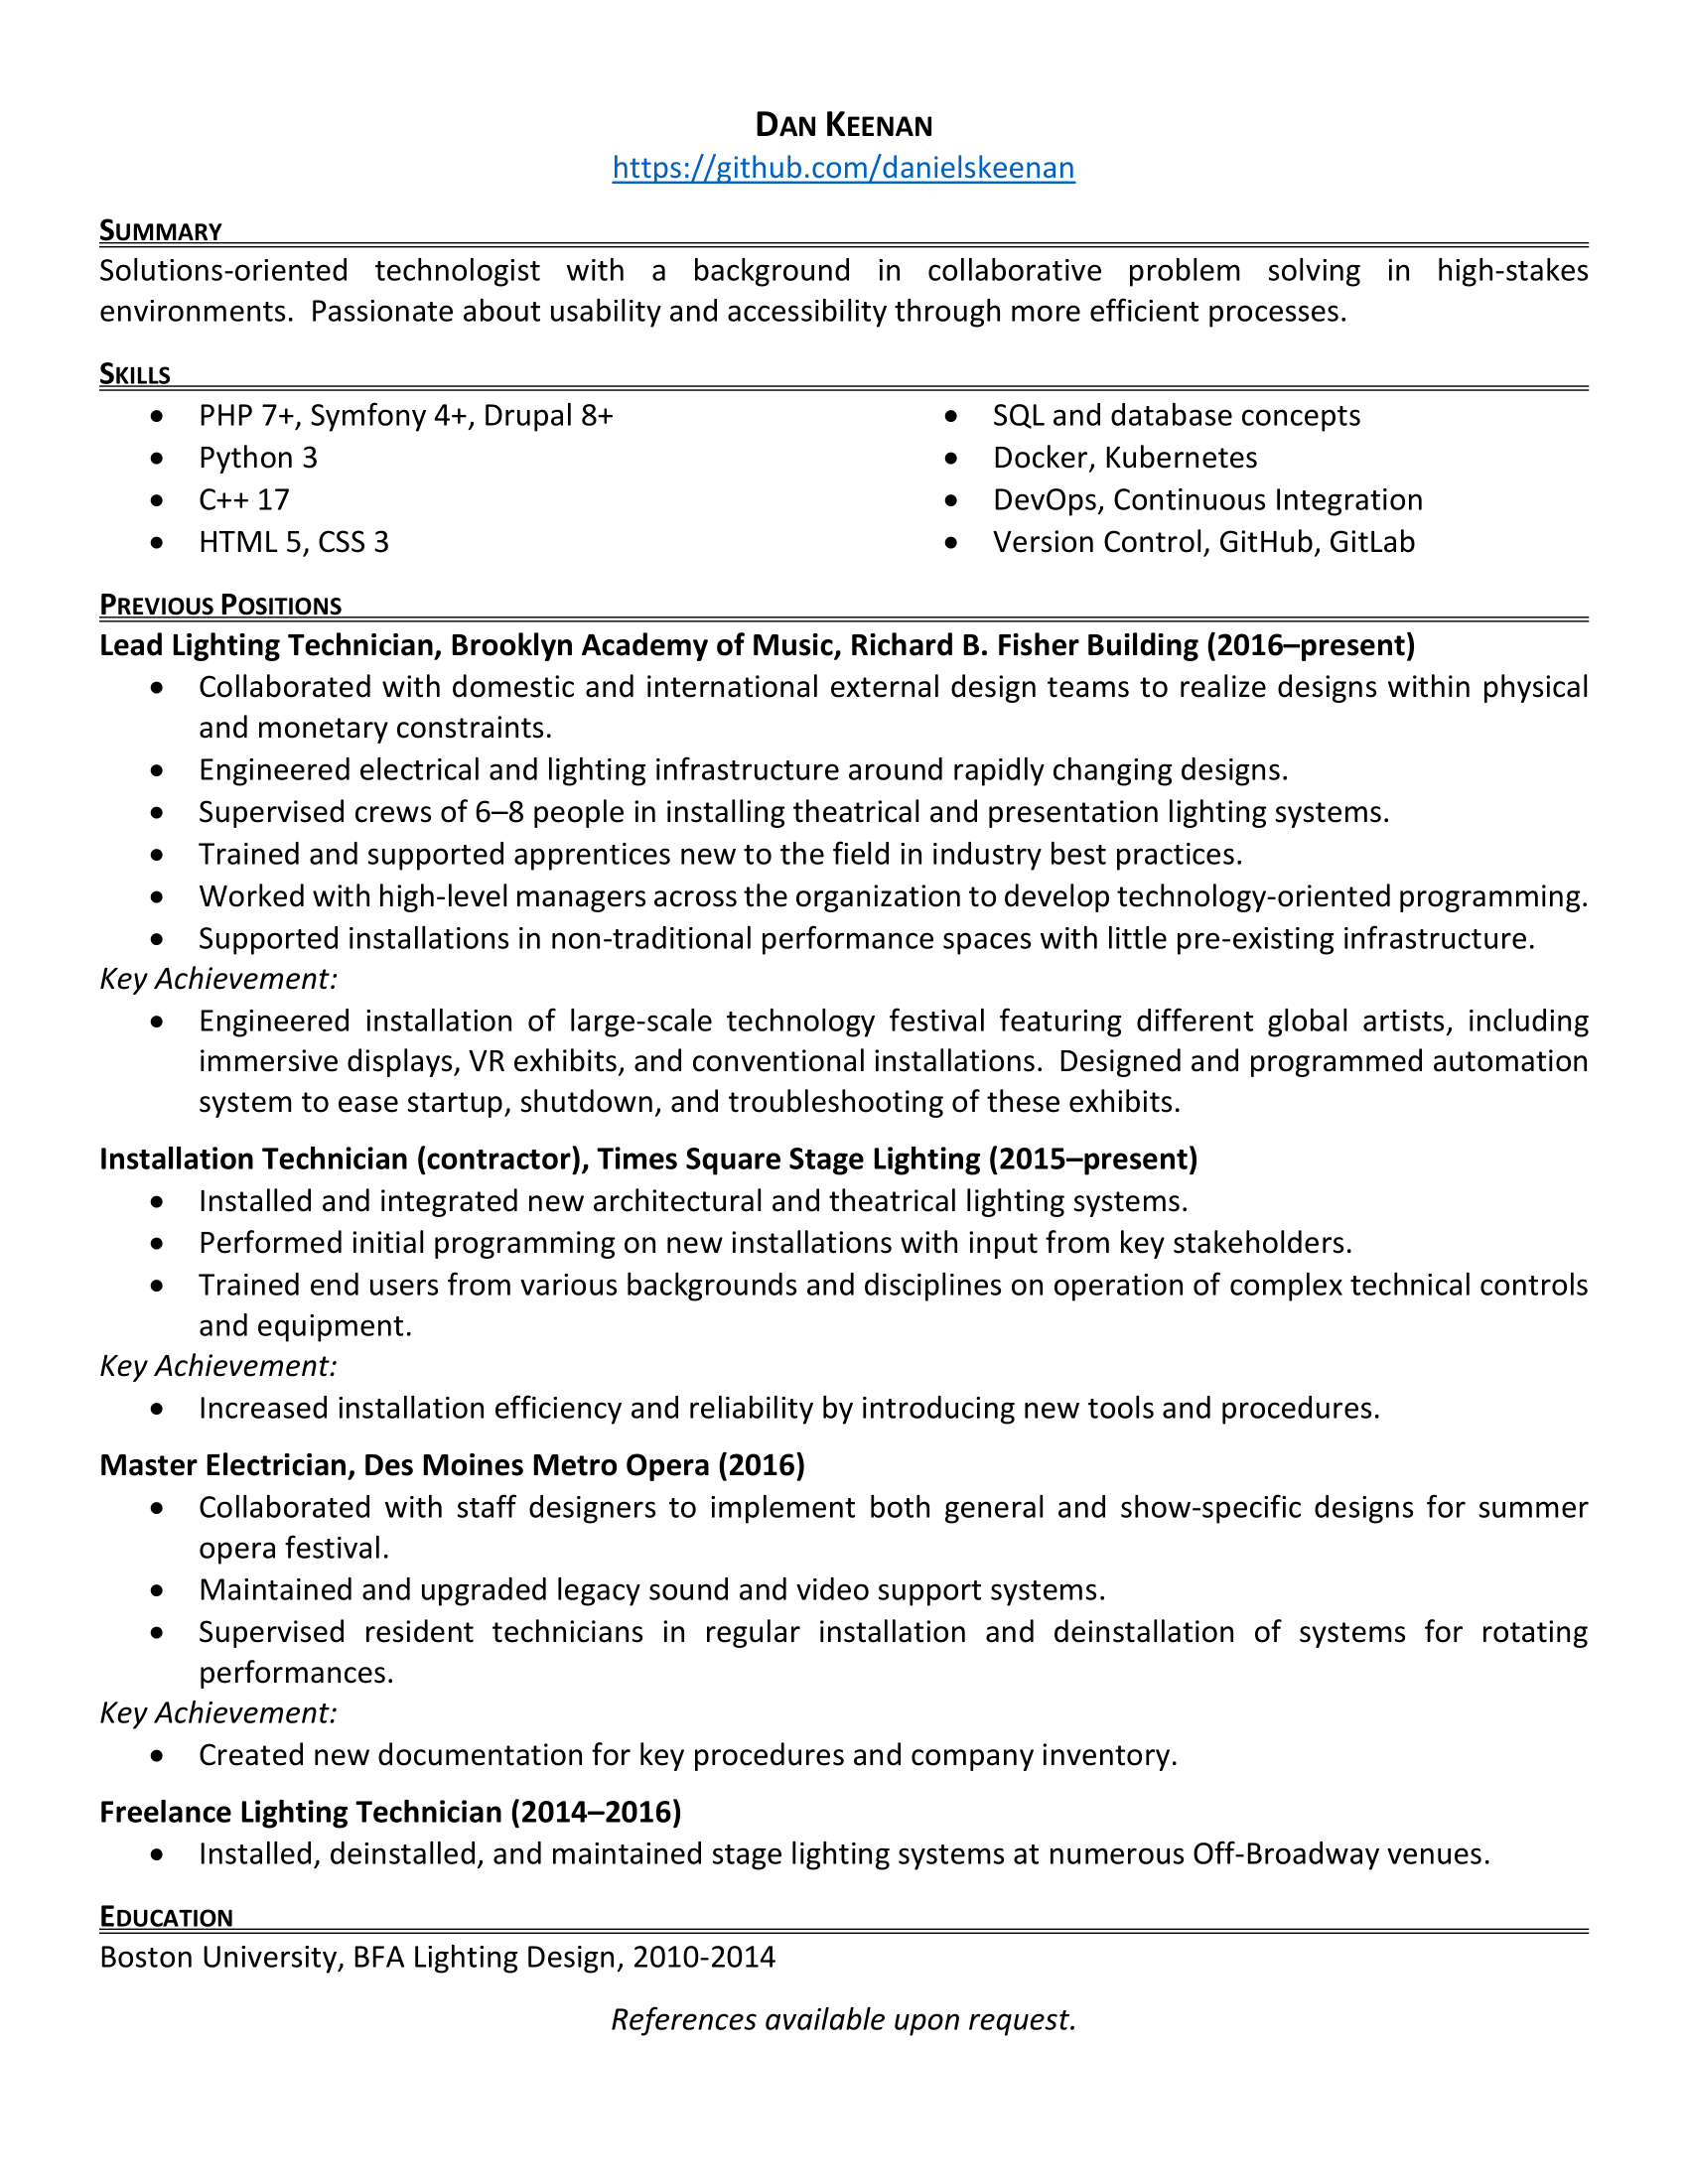 DAN KEENAN
https://github.com/danielskeenan
SUMMARY
Solutions-oriented technologist with a background in collaborative problem solving in high-stakes
environments.  Passionate about usability and accessibility through more efficient processes.
SKILLS
• PHP 7+, Symfony 4+, Drupal 8+
• Python 3
• C++ 17
• HTML 5, CSS 3
• SQL and database concepts
• Docker, Kubernetes
• DevOps, Continuous Integration
• Version Control, GitHub, GitLab
PREVIOUS POSITIONS
Lead Lighting Technician, Brooklyn Academy of Music, Richard B. Fisher Building (2016–present)
• Collaborated with domestic and international external design teams to realize designs within physical
and monetary constraints.
• Engineered electrical and lighting infrastructure around rapidly changing designs.
• Supervised crews of 6–8 people in installing theatrical and presentation lighting systems.
• Trained and supported apprentices new to the field in industry best practices.
• Worked with high-level managers across the organization to develop technology-oriented programming.
• Supported installations in non-traditional performance spaces with little pre-existing infrastructure.
Key Achievement:
• Engineered installation of large-scale technology festival featuring different global artists, including
immersive displays, VR exhibits, and conventional installations.  Designed and programmed automation
system to ease startup, shutdown, and troubleshooting of these exhibits.
Installation Technician (contractor), Times Square Stage Lighting (2015–present)
• Installed and integrated new architectural and theatrical lighting systems.
• Performed initial programming on new installations with input from key stakeholders.
• Trained end users from various backgrounds and disciplines on operation of complex technical controls
and equipment.
Key Achievement:
• Increased installation efficiency and reliability by introducing new tools and procedures.
Master Electrician, Des Moines Metro Opera (2016)
• Collaborated with staff designers to implement both general and show-specific designs for summer
opera festival.
• Maintained and upgraded legacy sound and video support systems.
• Supervised resident technicians in regular installation and deinstallation of systems for rotating
performances.
Key Achievement:
• Created new documentation for key procedures and company inventory.
Freelance Lighting Technician (2014–2016)
• Installed, deinstalled, and maintained stage lighting systems at numerous Off-Broadway venues.
EDUCATION
Boston University, BFA Lighting Design, 2010-2014
References available upon request.